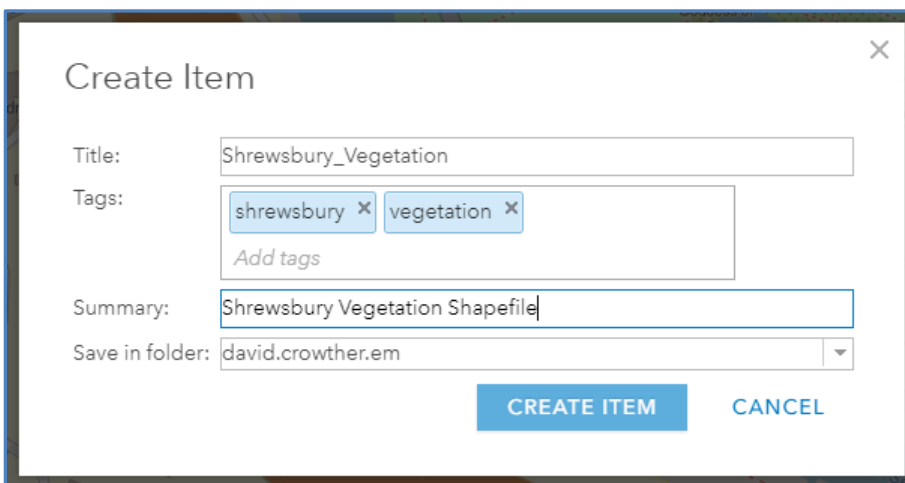 Create Item
Title: Shrewsbury_Vegetation
Tags: shrewsbury × vegetation ×
Add tags
Summary: Shrewsbury Vegetation Shapefile
Save in folder: david.crowther.em
CREATE ITEM CANCEL